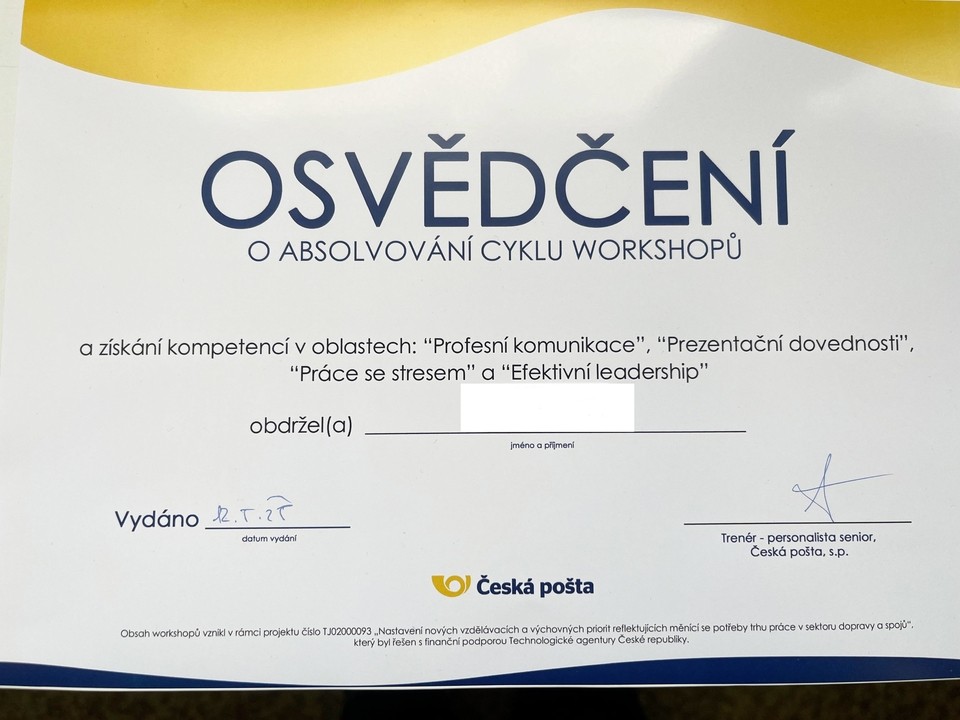 OSVĚDČENÍ
O ABSOLVOVÁNÍ CYKLU WORKSHOPŮ
a získání kompetencí v oblastech: “Profesní komunikace”, “Prezentační dovednosti”,
“Práce se stresem” a “Efektivní leadership”
obdržel(a)
jméno a příjmení
Vydáno
datum vydání
Trenér - personalista senior,
Česká pošta, s.p.
Česká pošta
Obsah workshopů vznikl v rámci projektu číslo TJ02000093 „Nastavení nových vzdělávacích a výchovných priorit reflektujících měnící se potřeby trhu práce v sektoru dopravy a spojů“,
který byl řešen s finanční podporou Technologické agentury České republiky.